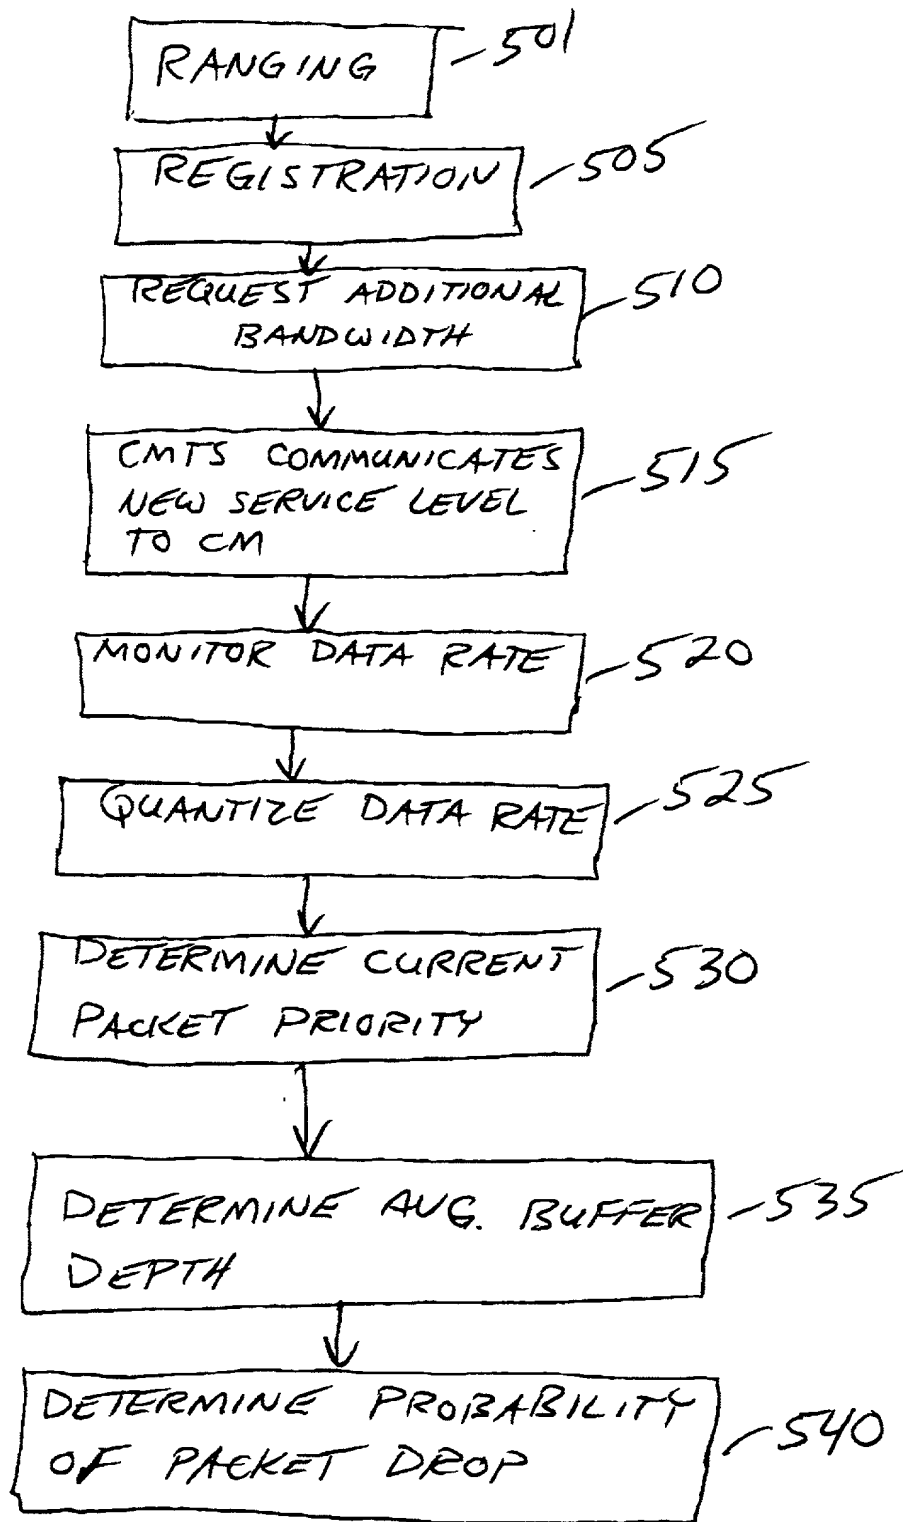 RANGING 501
REGISTRATION 505
REQUEST ADDITIONAL 510
BANDWIDTH
CMTS COMMUNICATES
NEW SERVICE LEVEL 515
TO CM
MONITOR DATA RATE 520
QUANTIZE DATA RATE 525
DETERMINE CURRENT 530
PACKET PRIORITY
DETERMINE AVG. BUFFER 535
DEPTH
DETERMINE PROBABILITY 540
OF PACKET DROP